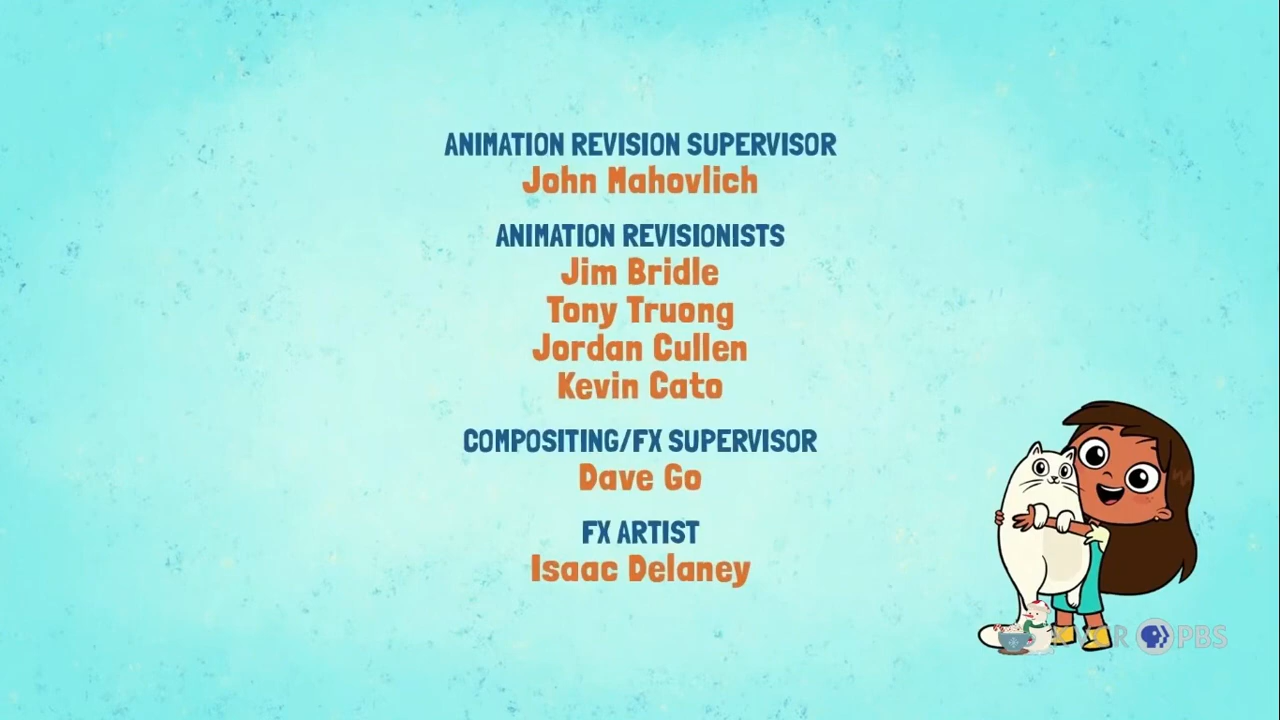 ANIMATION REVISION SUPERVISOR
John Mahovlich
ANIMATION REVISIONISTS
Jim Bridle
Tony Truong
Jordan Cullen
Kevin Cato
COMPOSITING/FX SUPERVISOR
Dave Go
FX ARTIST
Isaac Delaney
PBS